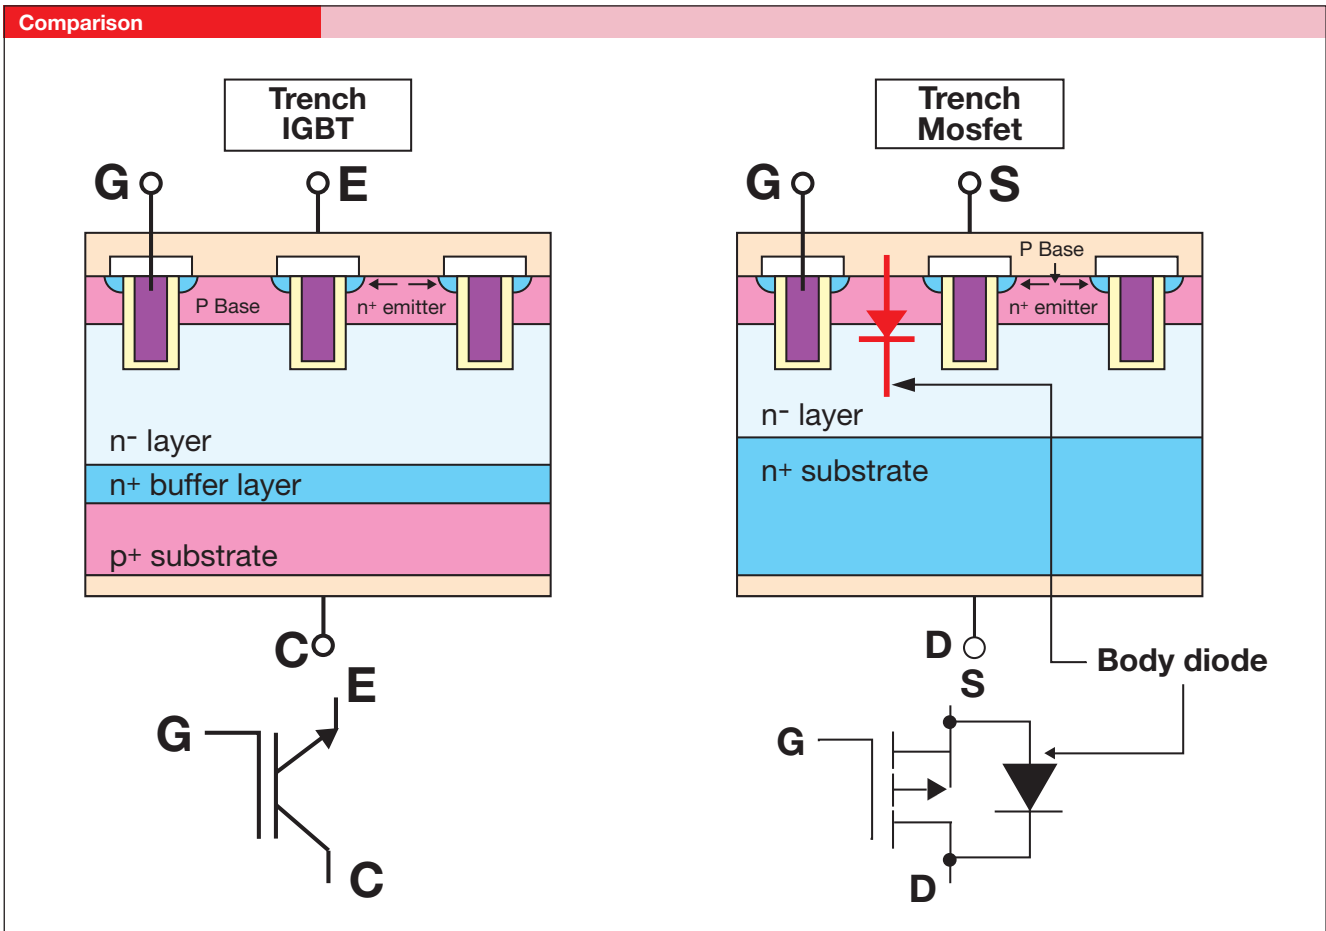 Comparison
Trench
IGBT
G
E
P Base
n+ emitter
n- layer
n+ buffer layer
p+ substrate
C
E
G
C
Trench
Mosfet
G
S
P Base
n+ emitter
n- layer
n+ substrate
D
Body diode
S
G
D